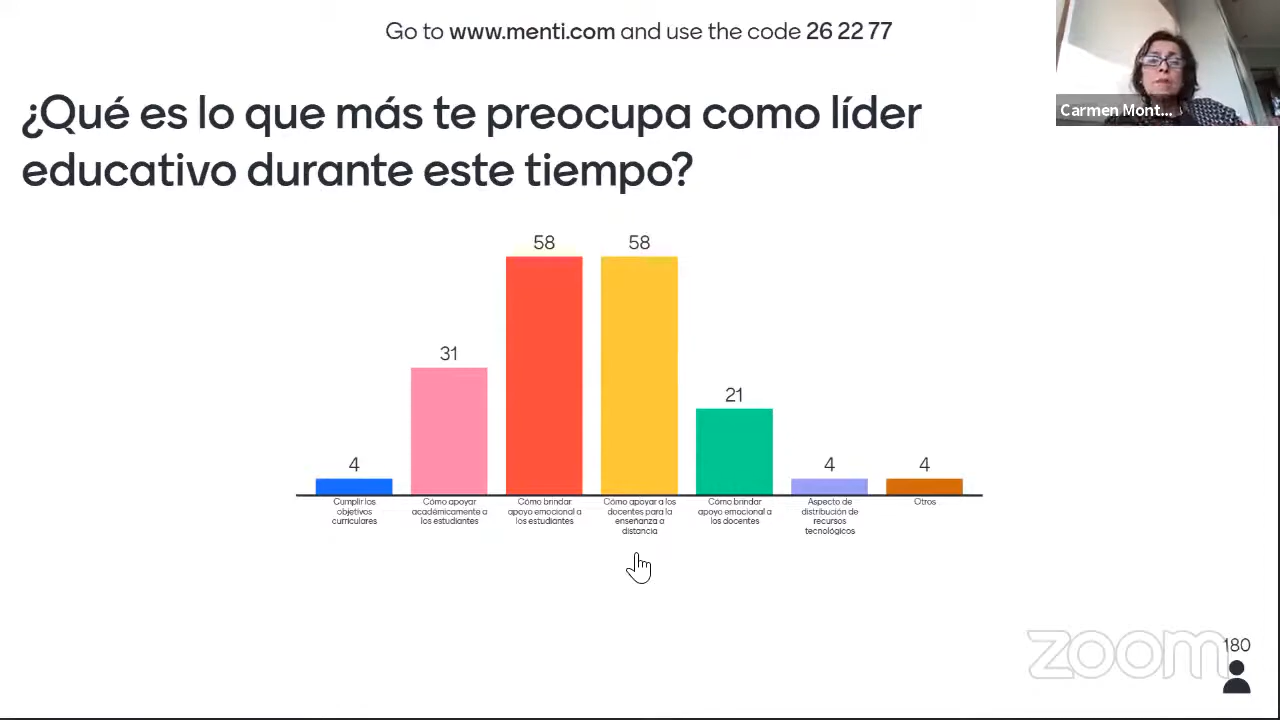 Go to www.menti.com and use the code 26 22 77
Carmen Mont...
¿Qué es lo que más te preocupa como líder
educativo durante este tiempo?
58
58
31
21
4
4
4
Cumplir los
objetivos
curriculares
Cómo apoyar
académicamente a
los estudiantes
Cómo brindar
apoyo emocional a
los estudiantes
Cómo apoyar a los
docentes para la
enseñanza a
distancia
Cómo brindar
apoyo emocional a
los docentes
Aspecto de
distribución de
recursos
tecnológicos
Otros
zoom
180